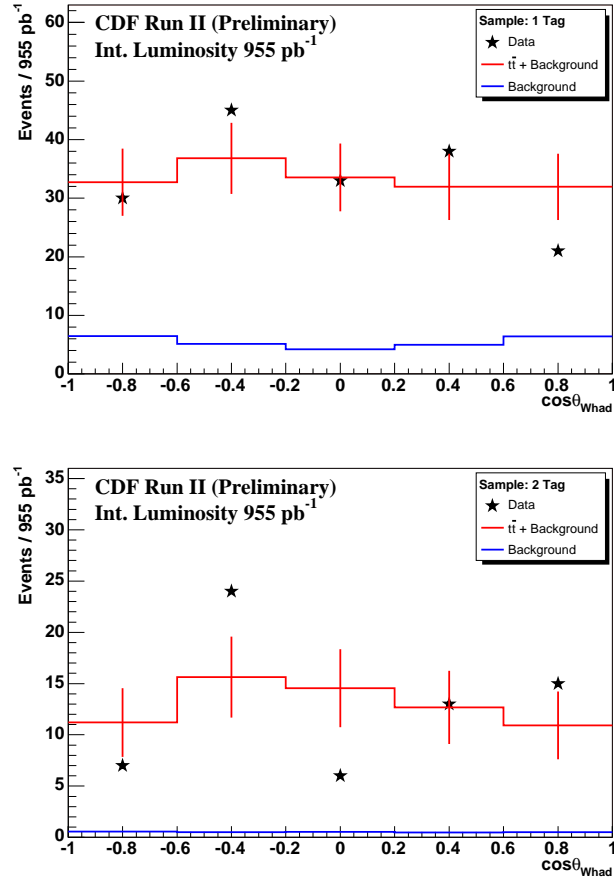 CDF Run II (Preliminary)
Int. Luminosity 955 pb⁻¹
Sample: 1 Tag
Data
tt̄ + Background
Background
Events / 955 pb⁻¹
60
50
40
30
20
10
0
-1 -0.8 -0.6 -0.4 -0.2 0 0.2 0.4 0.6 0.8 1
cosθWhad
CDF Run II (Preliminary)
Int. Luminosity 955 pb⁻¹
Sample: 2 Tag
Data
tt̄ + Background
Background
Events / 955 pb⁻¹
35
30
25
20
15
10
5
0
-1 -0.8 -0.6 -0.4 -0.2 0 0.2 0.4 0.6 0.8 1
cosθWhad